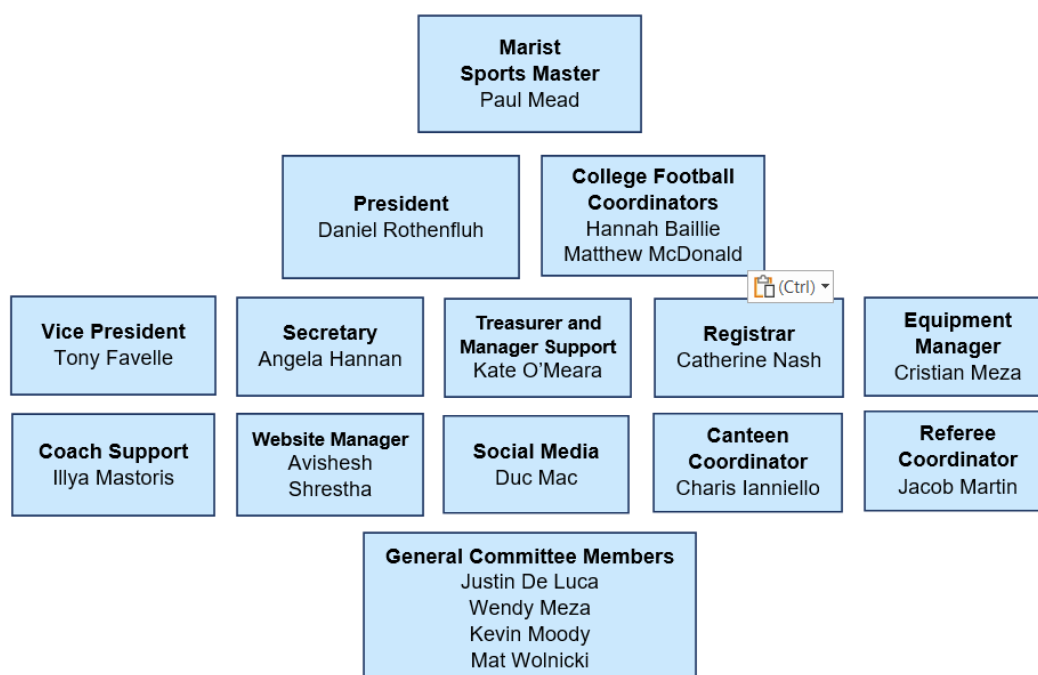 Marist
Sports Master
Paul Mead
President
Daniel Rothenfluh
College Football
Coordinators
Hannah Baillie
Matthew McDonald
(Ctrl)
Vice President
Tony Favelle
Secretary
Angela Hannan
Treasurer and
Manager Support
Kate O’Meara
Registrar
Catherine Nash
Equipment
Manager
Cristian Meza
Coach Support
Illya Mastoris
Website Manager
Avishesh
Shrestha
Social Media
Duc Mac
Canteen
Coordinator
Charis Ianniello
Referee
Coordinator
Jacob Martin
General Committee Members
Justin De Luca
Wendy Meza
Kevin Moody
Mat Wolnicki